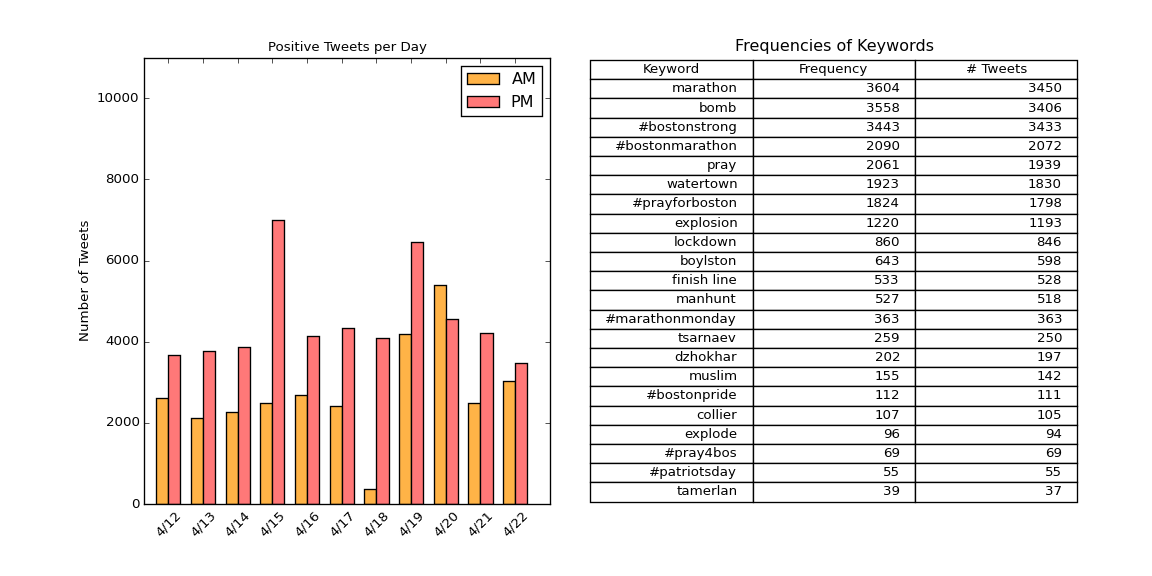 Positive Tweets per Day
AM
PM
10000
8000
6000
4000
2000
0
Number of Tweets
4/12 4/13 4/14 4/15 4/16 4/17 4/18 4/19 4/20 4/21 4/22
Frequencies of Keywords
Keyword Frequency # Tweets
marathon 3604 3450
bomb 3558 3406
#bostonstrong 3443 3433
#bostonmarathon 2090 2072
pray 2061 1939
watertown 1923 1830
#prayforboston 1824 1798
explosion 1220 1193
lockdown 860 846
boylston 643 598
finish line 533 528
manhunt 527 518
#marathonmonday 363 363
tsarnaev 259 250
dzhokhar 202 197
muslim 155 142
#bostonpride 112 111
collier 107 105
explode 96 94
#pray4bos 69 69
#patriotsday 55 55
tamerlan 39 37